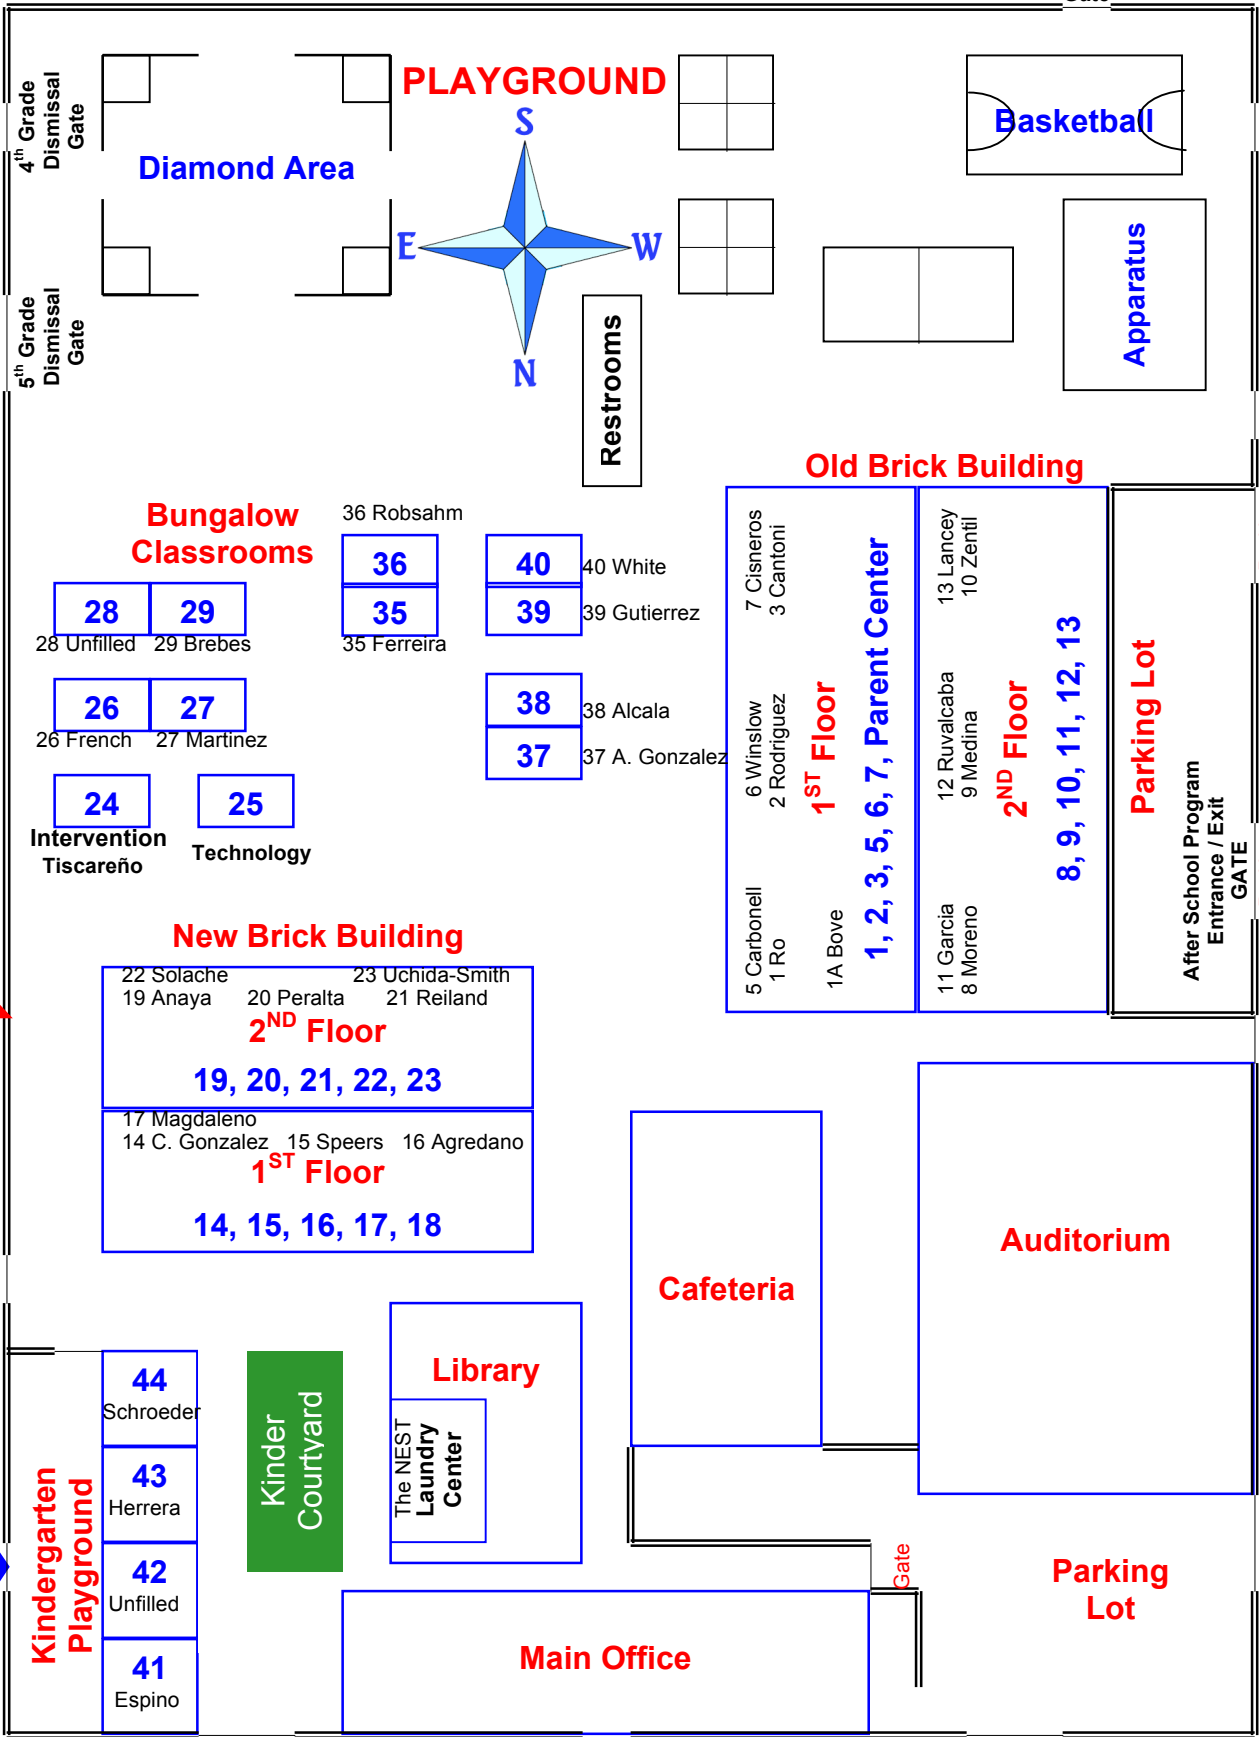 Gate
4th Grade
Dismissal
Gate
PLAYGROUND
Diamond Area
S
E
W
N
Basketball
Apparatus
5th Grade
Dismissal
Gate
Restrooms
Bungalow
Classrooms
36 Robsahm
36
35
35 Ferreira
40
40 White
39
39 Gutierrez
28
29
28 Unfilled
29 Brebes
26
27
26 French
27 Martinez
38
38 Alcala
37
37 A. Gonzalez
24
Intervention
Tiscareño
25
Technology
Old Brick Building
7 Cisneros
3 Cantoni
6 Winslow
2 Rodriguez
5 Carbonell
1 Ro
1A Bove
1ST Floor
1, 2, 3, 5, 6, 7, Parent Center
13 Lancey
10 Zentil
12 Ruvalcaba
9 Medina
11 Garcia
8 Moreno
2ND Floor
8, 9, 10, 11, 12, 13
Parking Lot
After School Program
Entrance / Exit
GATE
New Brick Building
22 Solache 23 Uchida-Smith
19 Anaya 20 Peralta 21 Reiland
2ND Floor
19, 20, 21, 22, 23
17 Magdaleno
14 C. Gonzalez 15 Speers 16 Agredano
1ST Floor
14, 15, 16, 17, 18
Cafeteria
Auditorium
Library
The NEST
Laundry
Center
Kinder
Courtyard
44
Schroeder
43
Herrera
42
Unfilled
41
Espino
Kindergarten
Playground
Main Office
Gate
Parking
Lot